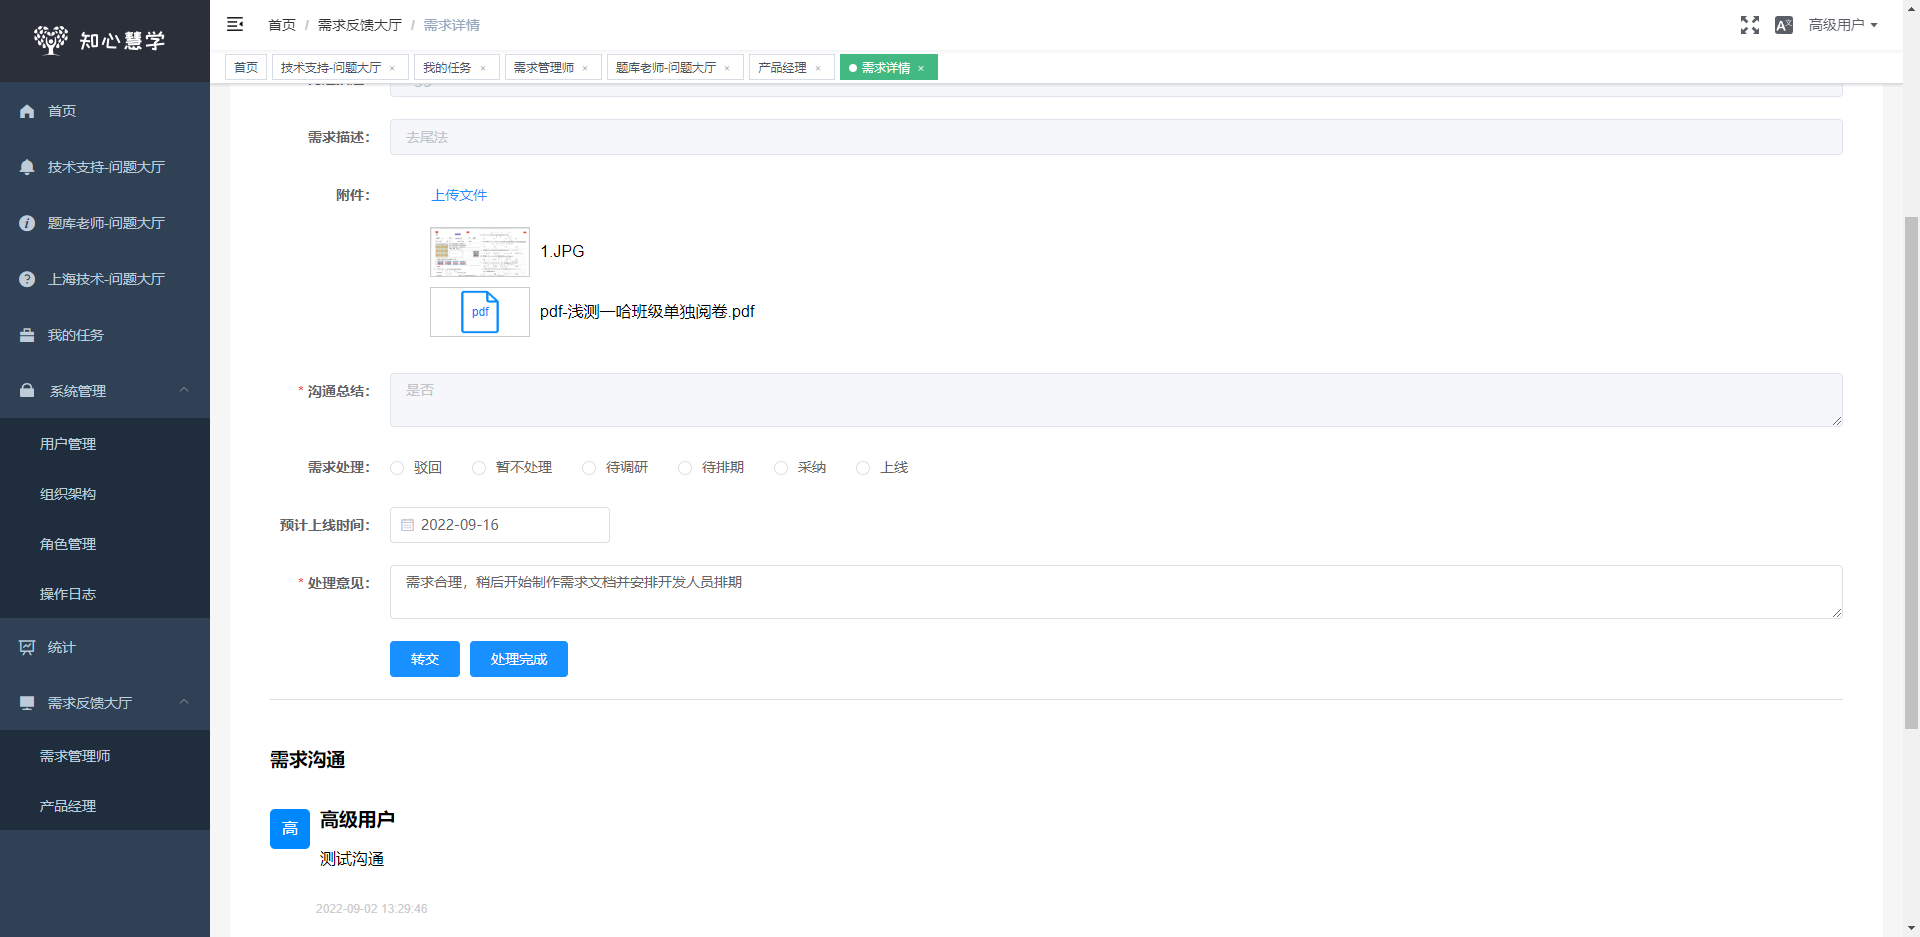 知心慧学
首页 / 需求反馈大厅 / 需求详情
高级用户
首页
技术支持-问题大厅 ×
我的任务 ×
需求管理师 ×
题库老师-问题大厅 ×
产品经理 ×
需求详情 ×
首页
技术支持-问题大厅
题库老师-问题大厅
上海技术-问题大厅
我的任务
系统管理
用户管理
组织架构
角色管理
操作日志
统计
需求反馈大厅
需求管理师
产品经理
需求描述:
去尾法
附件:
上传文件
1.JPG
pdf
pdf-浅测一哈班级单独阅卷.pdf
* 沟通总结:
是否
需求处理:
驳回 暂不处理 待调研 待排期 采纳 上线
预计上线时间:
2022-09-16
* 处理意见:
需求合理，稍后开始制作需求文档并安排开发人员排期
转交
处理完成
需求沟通
高
高级用户
测试沟通
2022-09-02 13:29:46